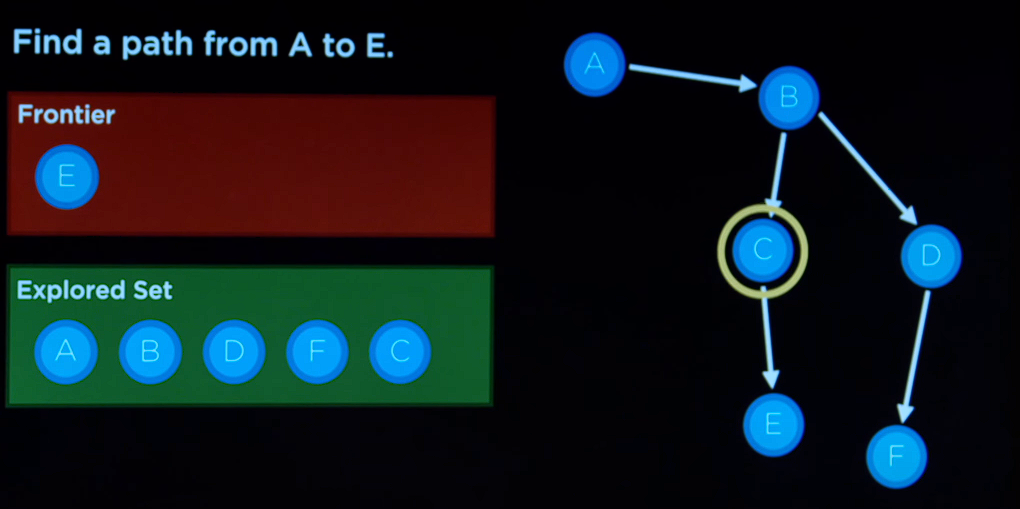 Find a path from A to E.
Frontier
E
Explored Set
A B D F C
A
B
C
D
E
F